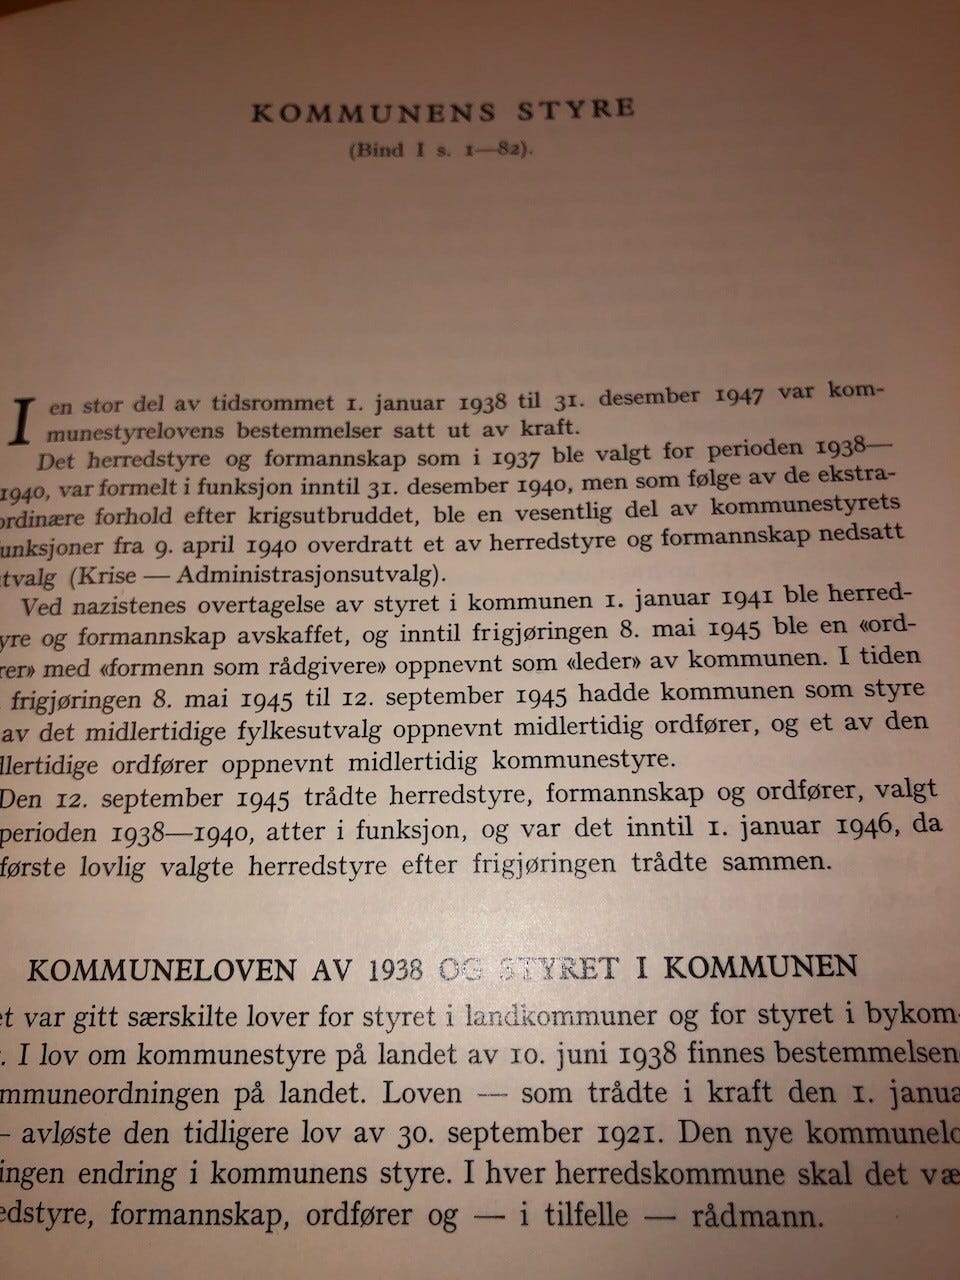 KOMMUNENS STYRE
(Bind I s. 1—82).
I en stor del av tidsrommet 1. januar 1938 til 31. desember 1947 var kom-
munestyrelovens bestemmelser satt ut av kraft.
Det herredstyre og formannskap som i 1937 ble valgt for perioden 1938—
1940, var formelt i funksjon inntil 31. desember 1940, men som følge av de ekstra-
ordinære forhold efter krigsutbruddet, ble en vesentlig del av kommunestyrets
unksjoner fra 9. april 1940 overdratt et av herredstyre og formannskap nedsatt
tvalg (Krise — Administrasjonsutvalg).
Ved nazistenes overtagelse av styret i kommunen 1. januar 1941 ble herred-
yre og formannskap avskaffet, og inntil frigjøringen 8. mai 1945 ble en «ord-
rer» med «formenn som rådgivere» oppnevnt som «leder» av kommunen. I tiden
frigjøringen 8. mai 1945 til 12. september 1945 hadde kommunen som styre
av det midlertidige fylkesutvalg oppnevnt midlertidig ordfører, og et av den
llertidige ordfører oppnevnt midlertidig kommunestyre.
Den 12. september 1945 trådte herredstyre, formannskap og ordfører, valgt
perioden 1938—1940, atter i funksjon, og var det inntil 1. januar 1946, da
første lovlig valgte herredstyre efter frigjøringen trådte sammen.
KOMMUNELOVEN AV 1938 OG STYRET I KOMMUNEN
et var gitt særskilte lover for styret i landkommuner og for styret i bykom-
. I lov om kommunestyre på landet av 10. juni 1938 finnes bestemmelsen
mmuneordningen på landet. Loven — som trådte i kraft den 1. janua
— avløste den tidligere lov av 30. september 1921. Den nye kommunelo
ingen endring i kommunens styre. I hver herredskommune skal det væ
edstyre, formannskap, ordfører og — i tilfelle — rådmann.